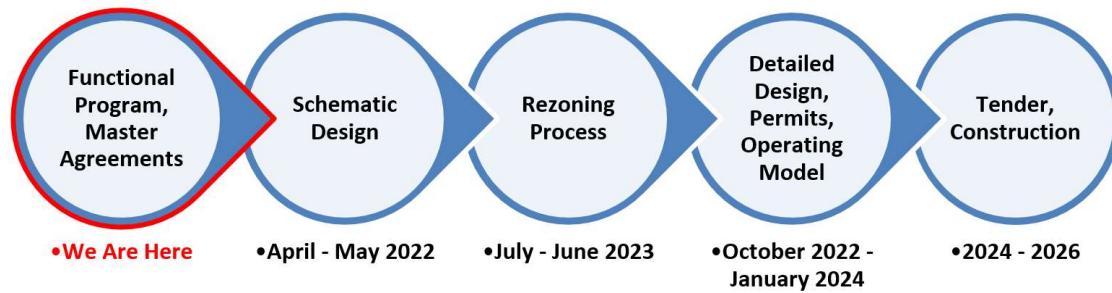 Functional
Program,
Master
Agreements
Schematic
Design
Rezoning
Process
Detailed
Design,
Permits,
Operating
Model
Tender,
Construction
•We Are Here
•April - May 2022
•July - June 2023
•October 2022 -
January 2024
•2024 - 2026